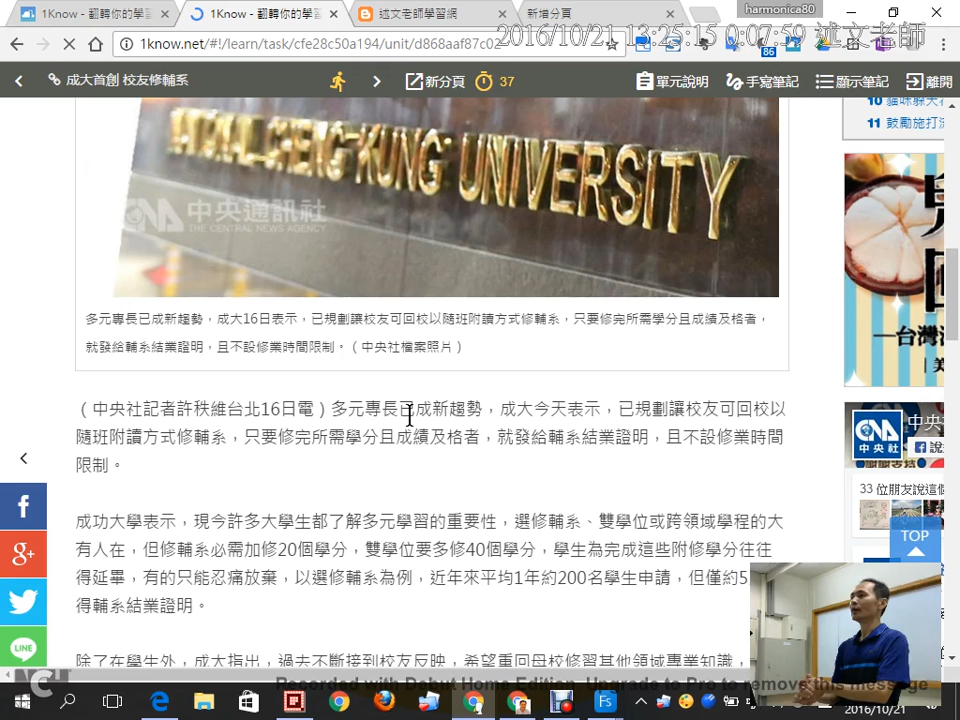 1Know - 翻轉你的學習
1Know - 翻轉你的學習
述文老師學習網
新增分頁
harmonica80
1know.net/#!/learn/task/cfe28c50a194/unit/d868aaf87c02
2016/10/21 13:25:15 0:07:59 述文老師
86
成大首創 校友修輔系
新分頁
37
單元說明
手寫筆記
顯示筆記
離開
10 貓咪躲天
11 鼓勵施打
NATIONAL CHENG KUNG UNIVERSITY
CNA 中央通訊社
THE CENTRAL NEWS AGENCY
多元專長已成新趨勢,成大16日表示,已規劃讓校友可回校以隨班附讀方式修輔系,只要修完所需學分且成績及格者,
就發給輔系結業證明,且不設修業時間限制。(中央社檔案照片)
(中央社記者許秩維台北16日電)多元專長已成新趨勢,成大今天表示,已規劃讓校友可回校以
隨班附讀方式修輔系,只要修完所需學分且成績及格者,就發給輔系結業證明,且不設修業時間
限制。
成功大學表示,現今許多大學生都了解多元學習的重要性,選修輔系、雙學位或跨領域學程的大
有人在,但修輔系必需加修20個學分,雙學位要多修40個學分,學生為完成這些附修學分往往
得延畢,有的只能忍痛放棄,以選修輔系為例,近年來平均1年約200名學生申請,但僅約5
得輔系結業證明。
除了在學生外,成大指出,過去不斷接到校友反映,希望重回母校修習其他領域專業知識,
一台灣
美
CNA
中央社
中央社
說
33 位朋友說這個
TOP
LINE
Recorded with Debut Home Edition. Upgrade to Pro to remove this message
2016/10/21